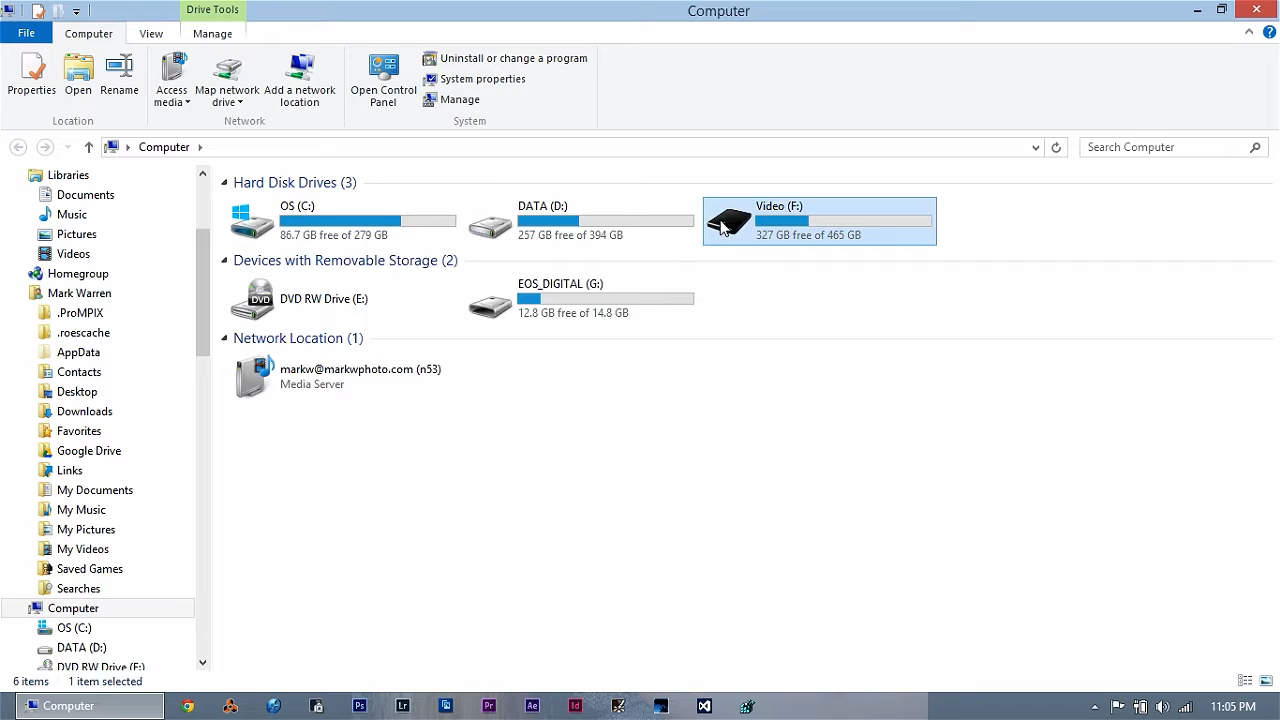 Drive Tools
Computer
File
Computer
View
Manage
Properties
Open
Rename
Access media
Map network drive
Add a network location
Open Control Panel
Uninstall or change a program
System properties
Manage
Location
Network
System
Computer
Search Computer
Libraries
Documents
Music
Pictures
Videos
Homegroup
Mark Warren
.ProMPIX
.roescache
AppData
Contacts
Desktop
Downloads
Favorites
Google Drive
Links
My Documents
My Music
My Pictures
My Videos
Saved Games
Searches
Computer
OS (C:)
DATA (D:)
DVD RW Drive (E:)
Hard Disk Drives (3)
OS (C:)
86.7 GB free of 279 GB
DATA (D:)
257 GB free of 394 GB
Video (F:)
327 GB free of 465 GB
Devices with Removable Storage (2)
DVD
DVD RW Drive (E:)
EOS_DIGITAL (G:)
12.8 GB free of 14.8 GB
Network Location (1)
markw@markwphoto.com (n53)
Media Server
6 items
1 item selected
Computer
Ps
Lr
Pr
Ae
Id
11:05 PM